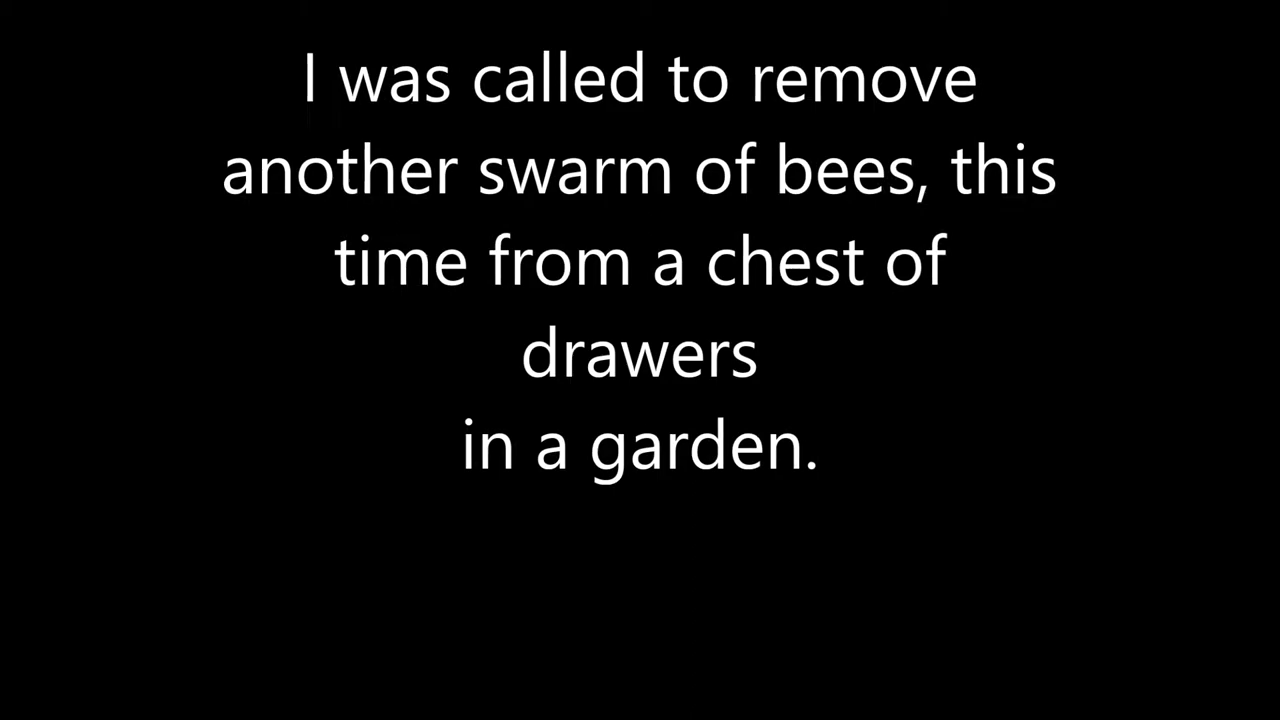 I was called to remove
another swarm of bees, this
time from a chest of
drawers
in a garden.